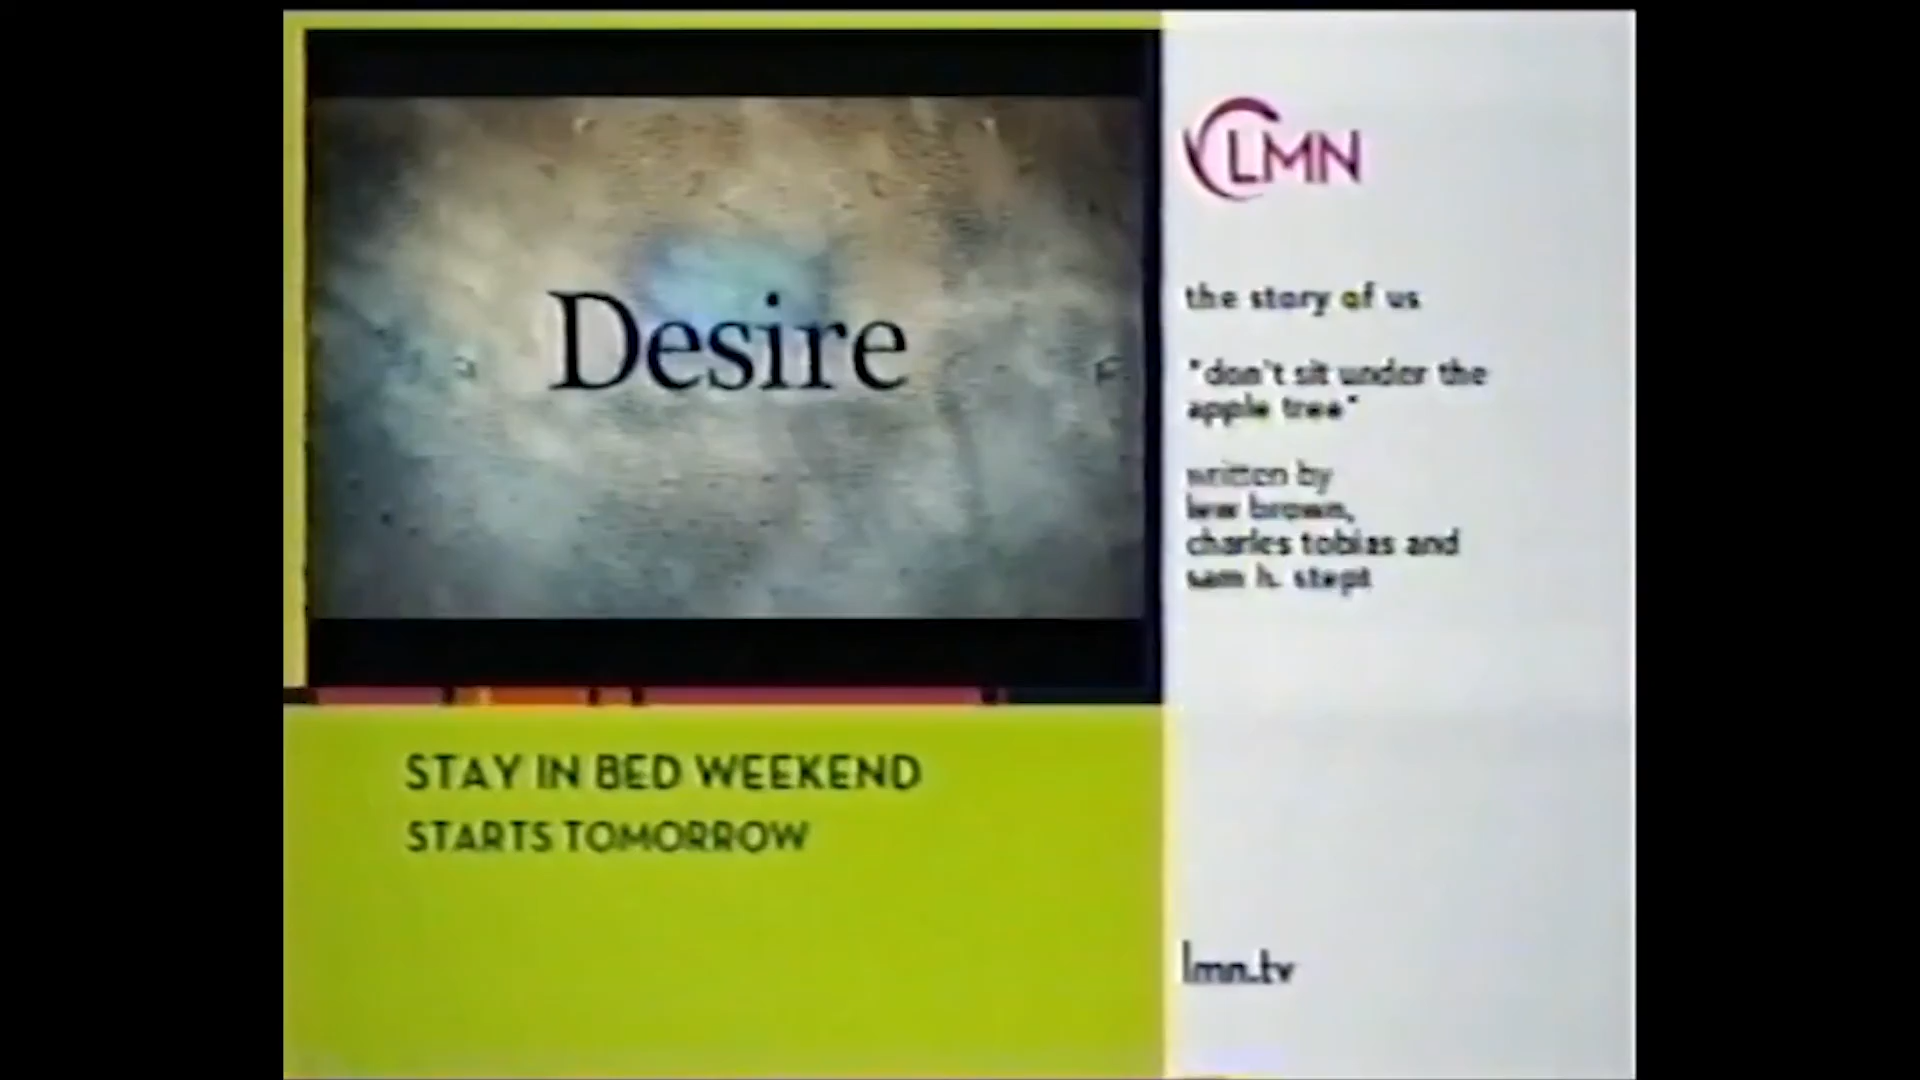 Desire
STAY IN BED WEEKEND
STARTS TOMORROW
LMN
the story of us
"don't sit under the
apple tree"
written by
lew brown,
charles tobias and
sam h. stept
lmn.tv